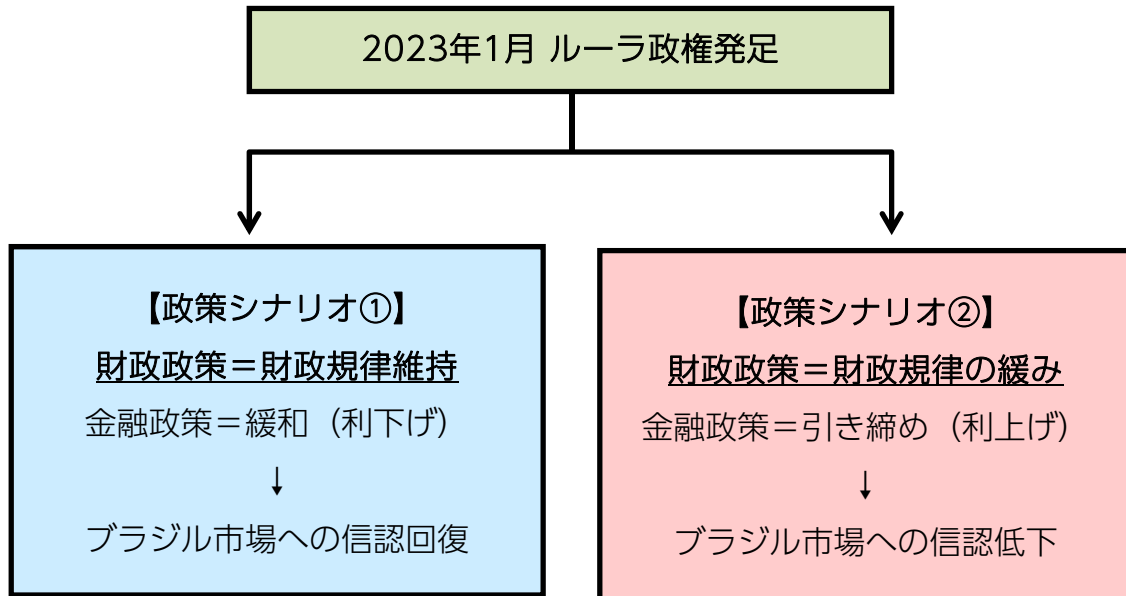 2023年1月 ルーラ政権発足
【政策シナリオ①】
財政政策＝財政規律維持
金融政策＝緩和（利下げ）
↓
ブラジル市場への信認回復
【政策シナリオ②】
財政政策＝財政規律の緩み
金融政策＝引き締め（利上げ）
↓
ブラジル市場への信認低下